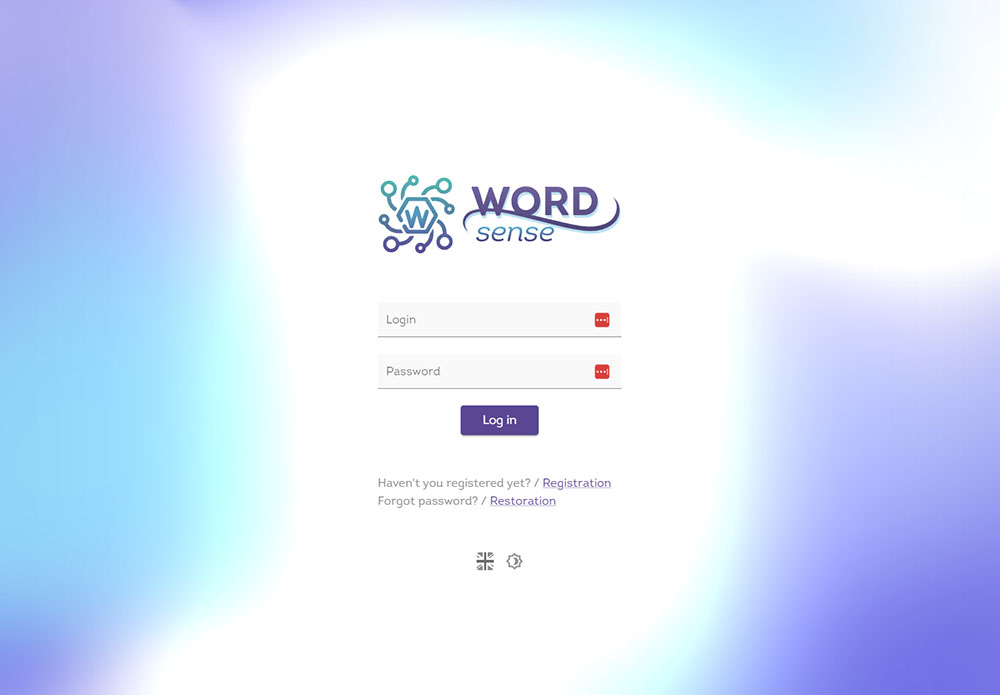 W
WORD
sense
Login
Password
Log in
Haven't you registered yet? / Registration
Forgot password? / Restoration